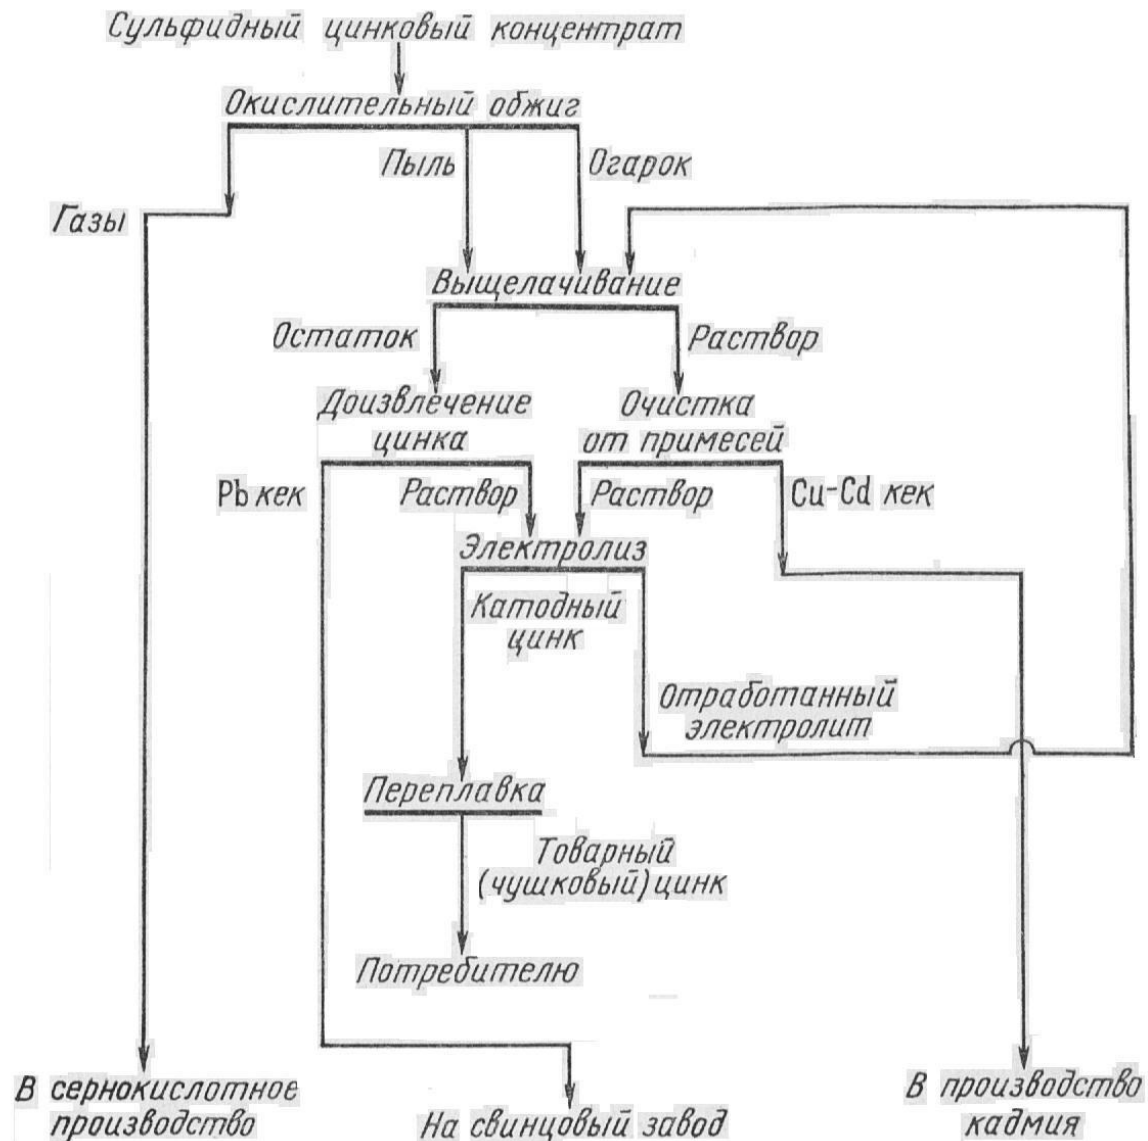 Сульфидный цинковый концентрат
Окислительный обжиг
Пыль
Огарок
Газы
Выщелачивание
Остаток
Раствор
Доизвлечение
цинка
Очистка
от примесей
Pb кек
Раствор
Раствор
Cu-Cd кек
Электролиз
Катодный
цинк
Отработанный
электролит
Переплавка
Товарный
(чушковый) цинк
Потребителю
В сернокислотное
производство
На свинцовый завод
В производство
кадмия